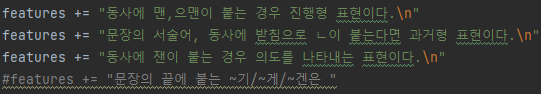 features += "동사에 맨,으맨이 붙는 경우 진행형 표현이다.\n"
features += "문장의 서술어, 동사에 받침으로 ㄴ이 붙는다면 과거형 표현이다.\n"
features += "동사에 잰이 붙는 경우 의도를 나타내는 표현이다.\n"
#features += "문장의 끝에 붙는 ~기/~게/~겐은 "